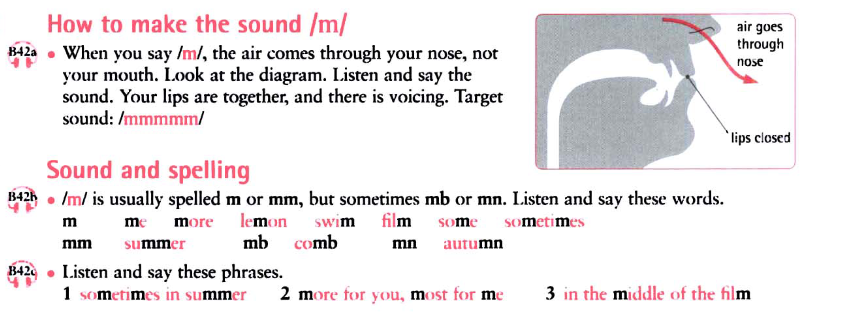 How to make the sound /m/
B42a • When you say /m/, the air comes through your nose, not
your mouth. Look at the diagram. Listen and say the
sound. Your lips are together, and there is voicing. Target
sound: /mmmmm/
air goes
through
nose
lips closed
Sound and spelling
B42b • /m/ is usually spelled m or mm, but sometimes mb or mn. Listen and say these words.
m me more lemon swim film some sometimes
mm summer mb comb mn autumn
B42c • Listen and say these phrases.
1 sometimes in summer 2 more for you, most for me 3 in the middle of the film